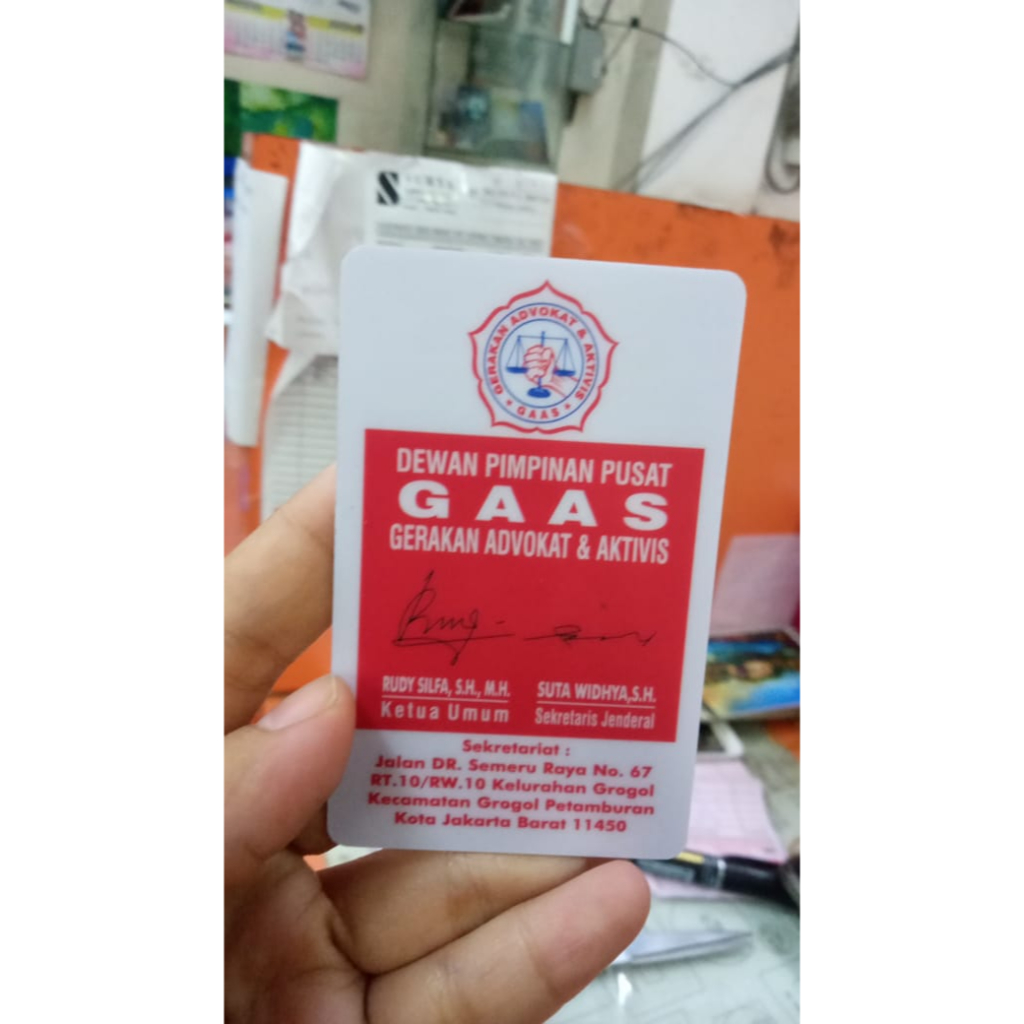 S
GERAKAN ADVOKAT & AKTIVIS
GAAS
DEWAN PIMPINAN PUSAT
GAAS
GERAKAN ADVOKAT & AKTIVIS
RUDY SILFA, S.H., M.H.
Ketua Umum
SUTA WIDHYA,S.H.
Sekretaris Jenderal
Sekretariat :
Jalan DR. Semeru Raya No. 67
RT.10/RW.10 Kelurahan Grogol
Kecamatan Grogol Petamburan
Kota Jakarta Barat 11450